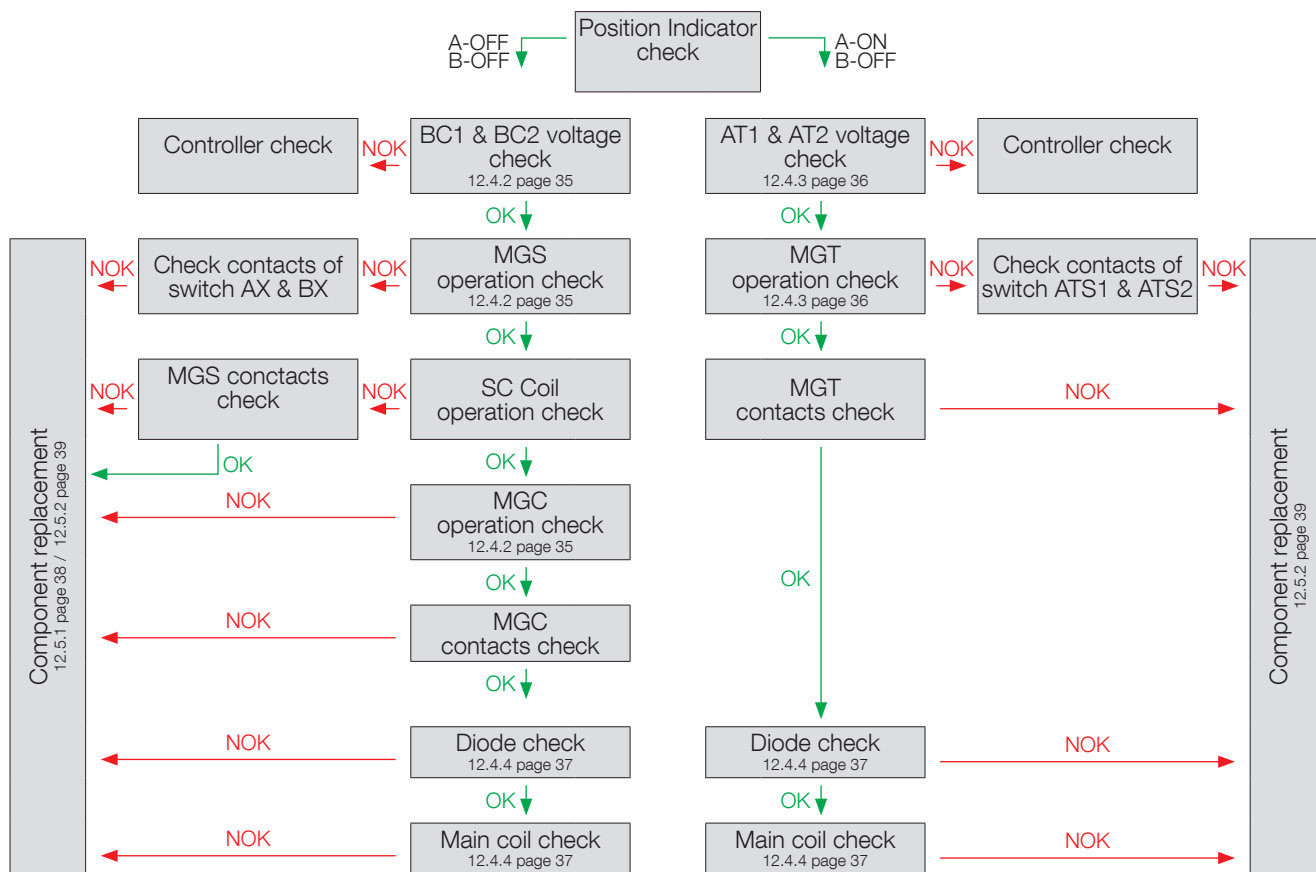 Position Indicator
check
A-OFF
B-OFF
A-ON
B-OFF
Controller check
NOK
BC1 & BC2 voltage
check
12.4.2 page 35
AT1 & AT2 voltage
check
12.4.3 page 36
NOK
Controller check
OK
OK
NOK
Check contacts of
switch AX & BX
NOK
MGS
operation check
12.4.2 page 35
MGT
operation check
12.4.3 page 36
NOK
Check contacts of
switch ATS1 & ATS2
NOK
OK
OK
NOK
MGS conctacts
check
NOK
SC Coil
operation check
MGT
contacts check
NOK
OK
OK
NOK
MGC
operation check
12.4.2 page 35
OK
OK
NOK
MGC
contacts check
OK
NOK
Diode check
12.4.4 page 37
Diode check
12.4.4 page 37
NOK
OK
OK
NOK
Main coil check
12.4.4 page 37
Main coil check
12.4.4 page 37
NOK
Component replacement
12.5.1 page38 / 12.5.2 page 39
Component replacement
12.5.2 page 39